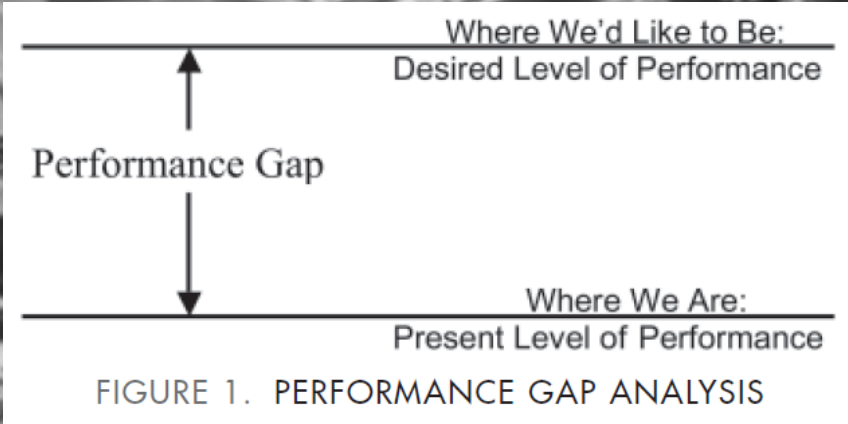 Where We'd Like to Be:
Desired Level of Performance
Performance Gap
Where We Are:
Present Level of Performance
FIGURE 1. PERFORMANCE GAP ANALYSIS